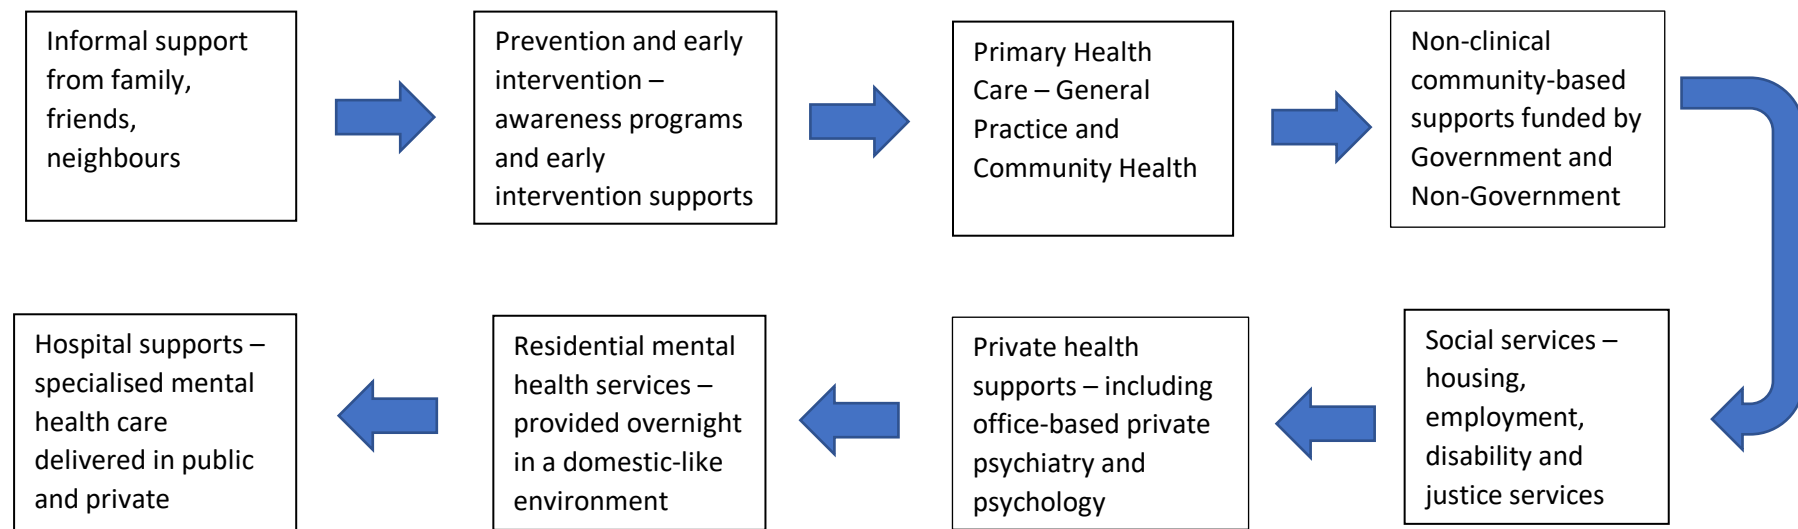 Informal support
from family,
friends,
neighbours
Prevention and early
intervention –
awareness programs
and early
intervention supports
Primary Health
Care – General
Practice and
Community Health
Non-clinical
community-based
supports funded by
Government and
Non-Government
Social services –
housing,
employment,
disability and
justice services
Private health
supports – including
office-based private
psychiatry and
psychology
Residential mental
health services –
provided overnight
in a domestic-like
environment
Hospital supports –
specialised mental
health care
delivered in public
and private